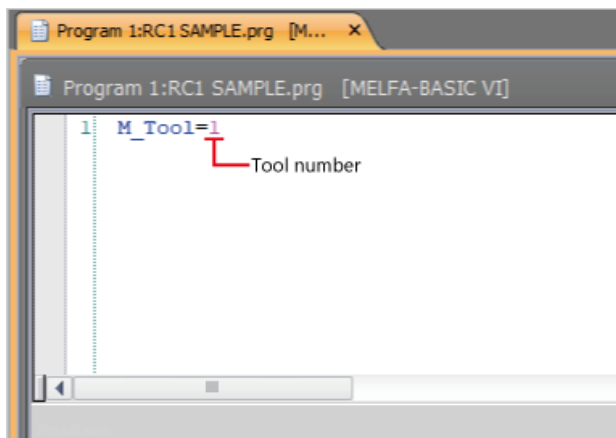 Program 1:RC1 SAMPLE.prg [M...
Program 1:RC1 SAMPLE.prg [MELFA-BASIC VI]
1 M_Tool=1
Tool number